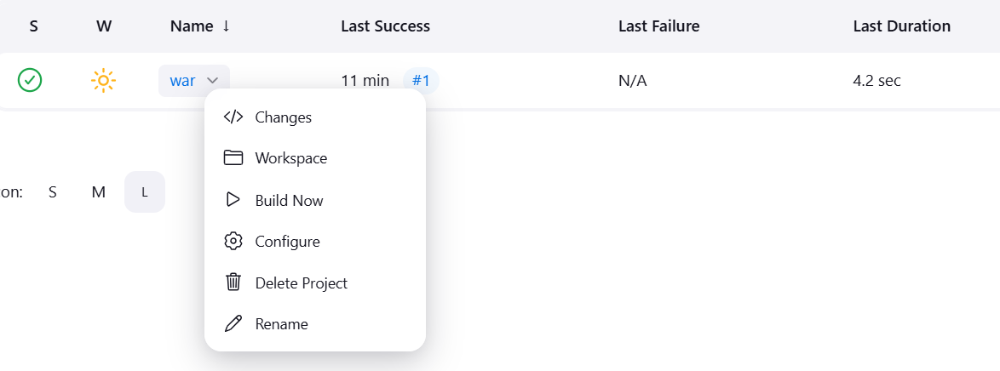 S W Name ↓ Last Success Last Failure Last Duration
war 11 min #1 N/A 4.2 sec
Changes
Workspace
on: S M L
Build Now
Configure
Delete Project
Rename